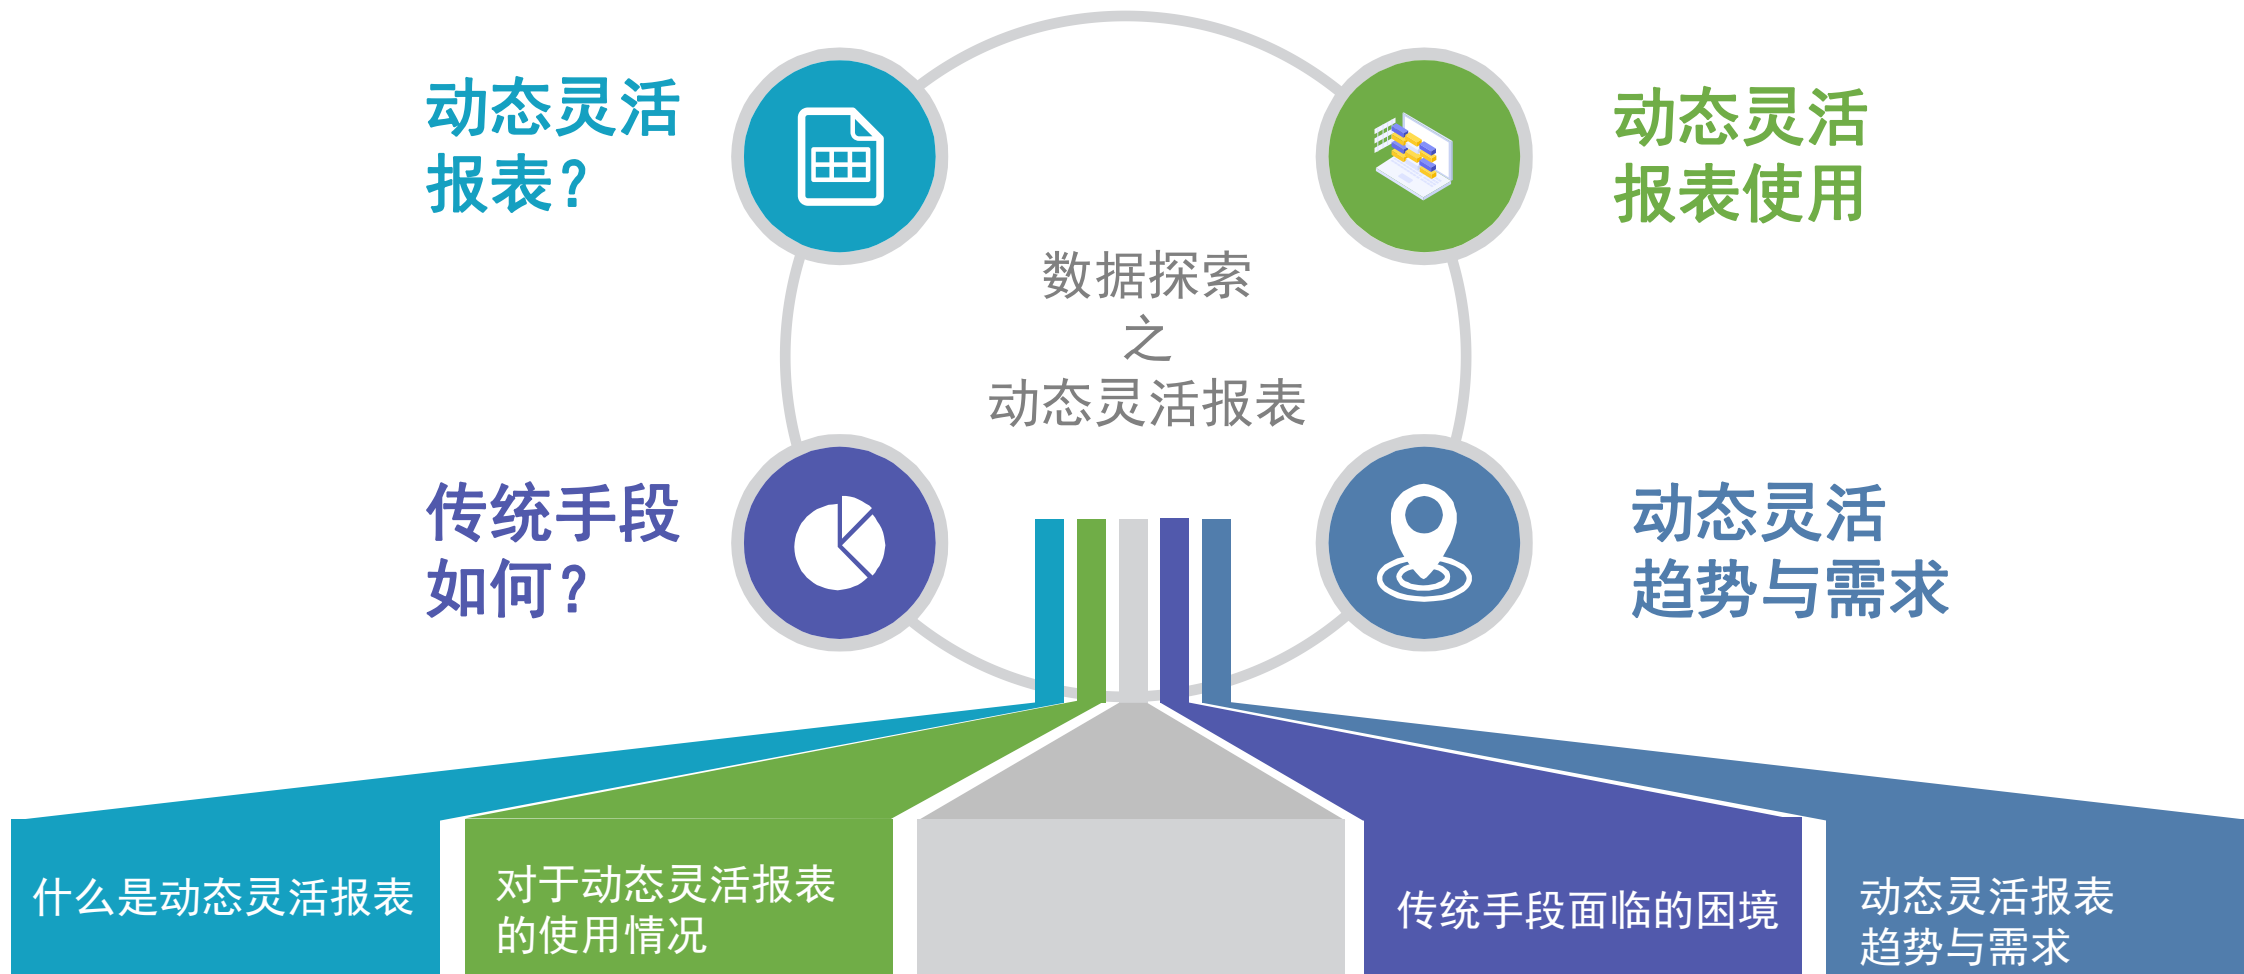 动态灵活
报表？
动态灵活
报表使用
数据探索
之
动态灵活报表
传统手段
如何？
动态灵活
趋势与需求
什么是动态灵活报表
对于动态灵活报表
的使用情况
传统手段面临的困境
动态灵活报表
趋势与需求